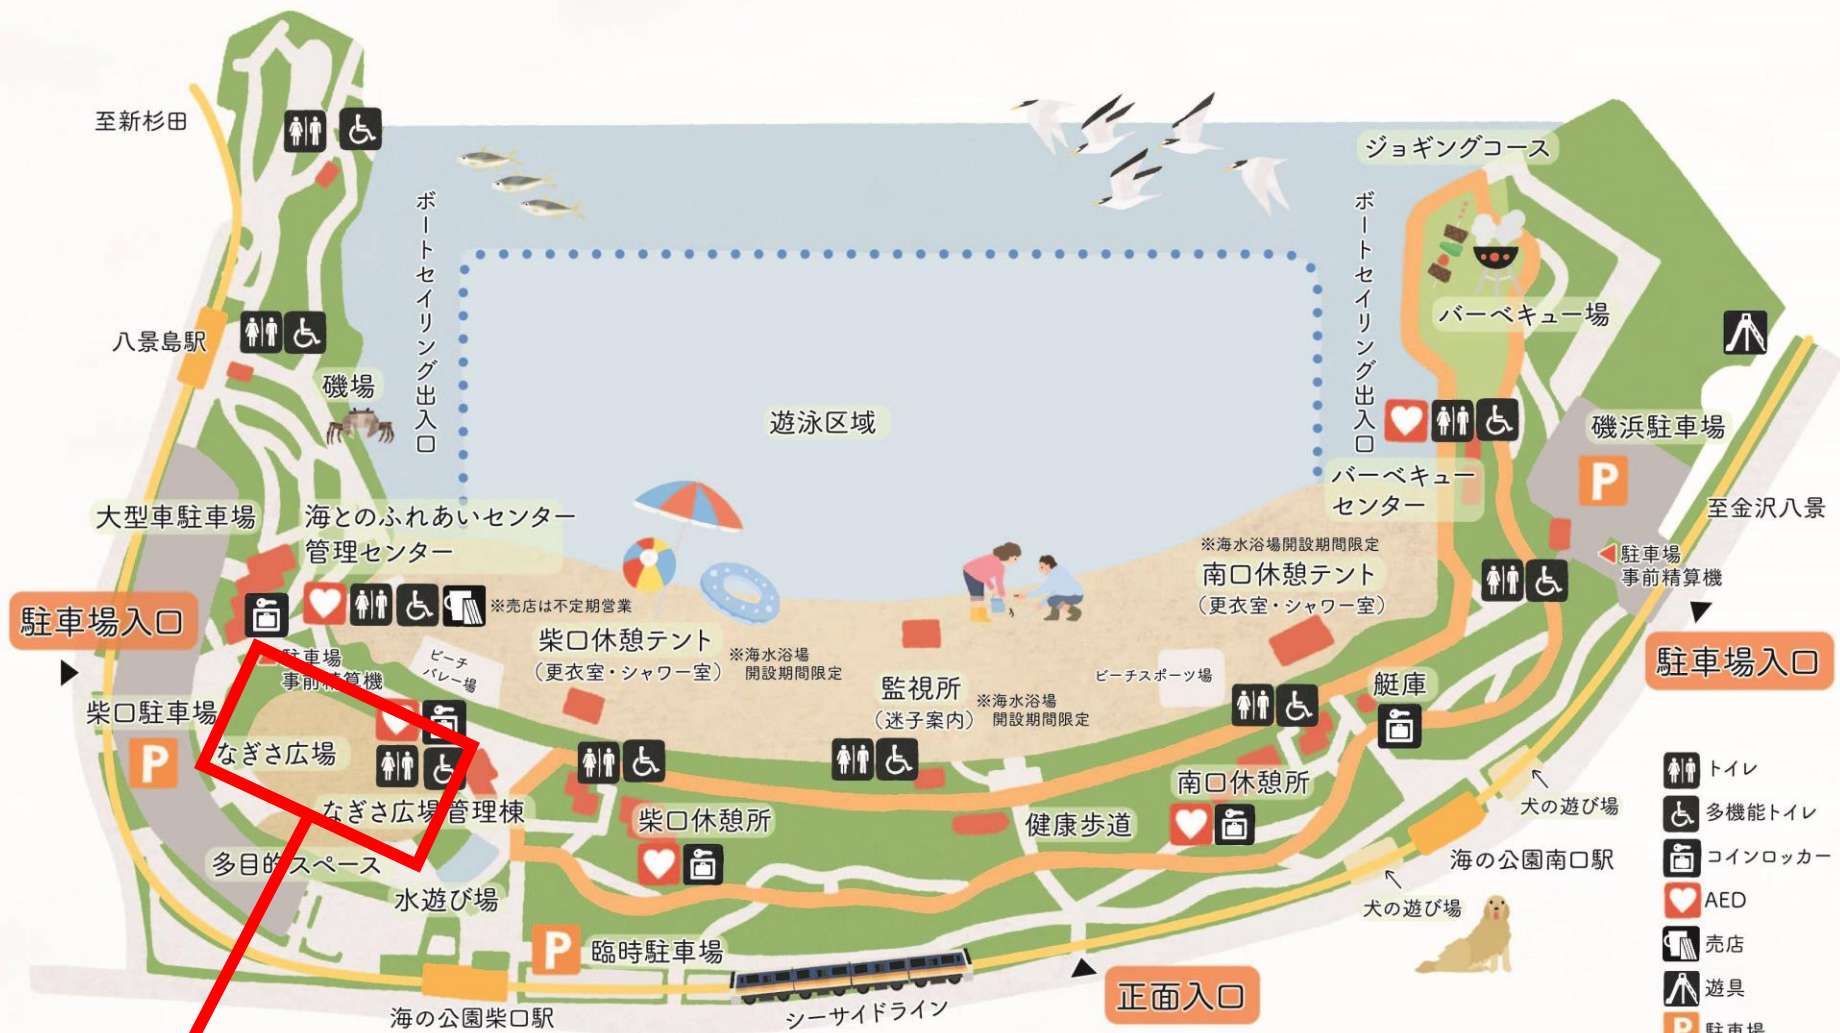 至新杉田
ジョギングコース
ボートセイリング出入口
ボートセイリング出入口
バーベキュー場
八景島駅
磯場
遊泳区域
磯浜駐車場
P
バーベキュー
センター
大型車駐車場
海とのふれあいセンター
管理センター
至金沢八景
※海水浴場開設期間限定
南口休憩テント
（更衣室・シャワー室）
駐車場
事前精算機
駐車場入口
※売店は不定期営業
柴口休憩テント
（更衣室・シャワー室）
※海水浴場
開設期間限定
駐車場入口
駐車場
事前精算機
ビーチ
バレー場
監視所
（迷子案内）
※海水浴場
開設期間限定
ビーチスポーツ場
艇庫
柴口駐車場
P
なぎさ広場
なぎさ広場管理棟
柴口休憩所
健康歩道
南口休憩所
犬の遊び場
海の公園南口駅
多目的スペース
水遊び場
犬の遊び場
P
臨時駐車場
シーサイドライン
正面入口
海の公園柴口駅
トイレ
多機能トイレ
コインロッカー
AED
売店
遊具
P 駐車場